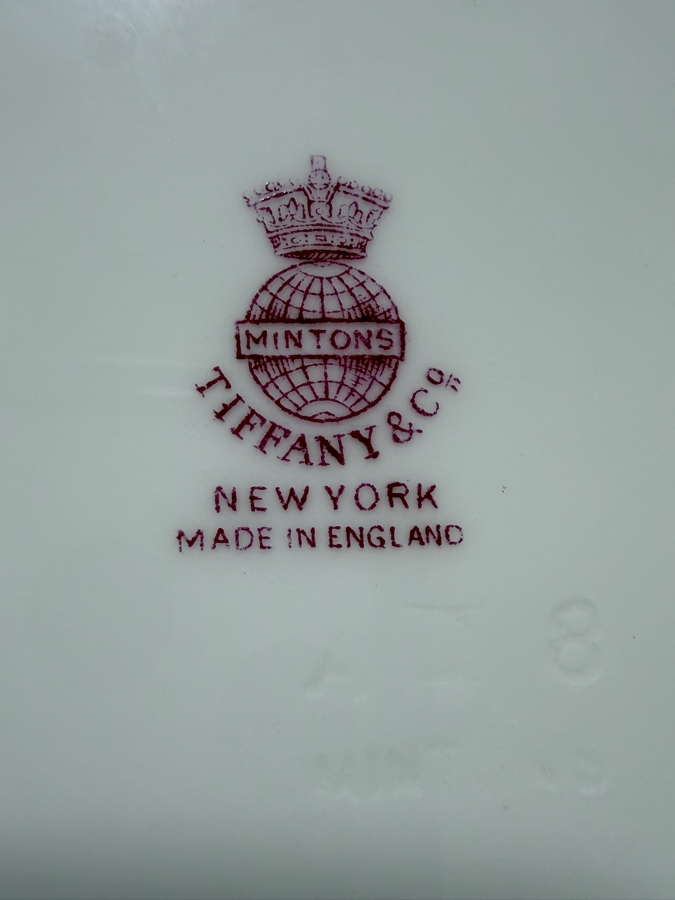 MINTONS
TIFFANY & Co
NEW YORK
MADE IN ENGLAND
8